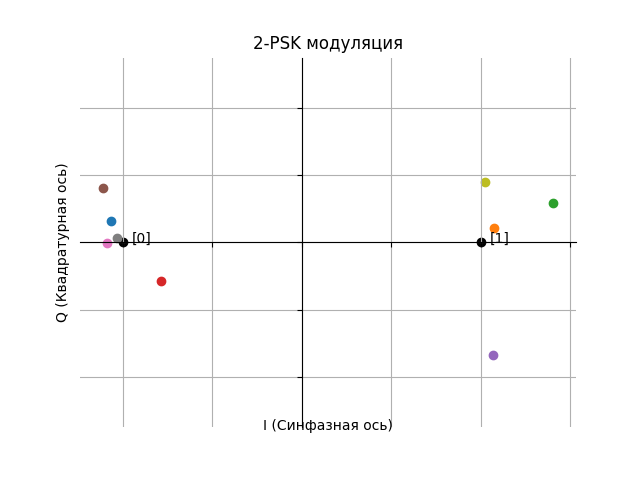 2-PSK модуляция
Q (Квадратурная ось)
[0]
[1]
I (Синфазная ось)